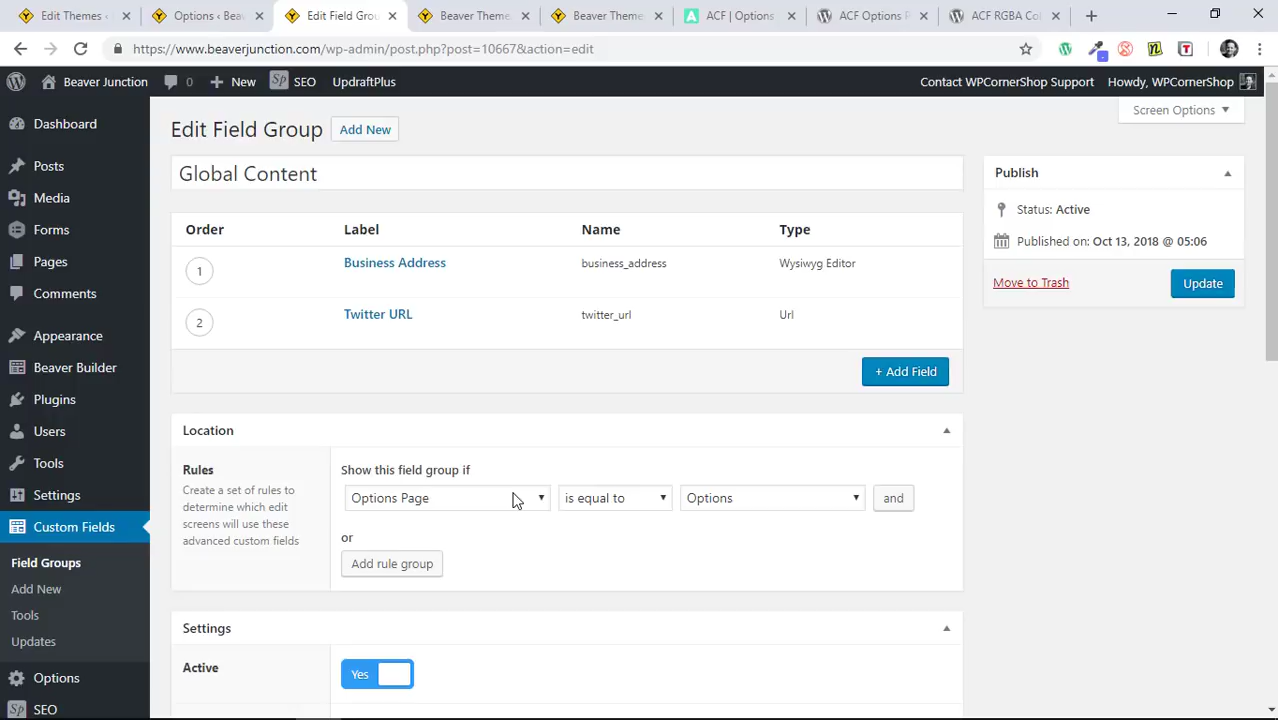 Edit Themes ‹
Options ‹ Beav
Edit Field Grou
Beaver Theme
Beaver Theme
ACF | Options
ACF Options P
ACF RGBA Co
https://www.beaverjunction.com/wp-admin/post.php?post=10667&action=edit
Beaver Junction
0
New
Sp
SEO
UpdraftPlus
Contact WPCornerShop Support
Howdy, WPCornerShop
Dashboard
Posts
Media
Forms
Pages
Comments
Appearance
Beaver Builder
Plugins
Users
Tools
Settings
Custom Fields
Field Groups
Add New
Tools
Updates
Options
Sp
SEO
Screen Options
Edit Field Group
Add New
Global Content
Order Label Name Type
1 Business Address business_address Wysiwyg Editor
2 Twitter URL twitter_url Url
+ Add Field
Location
Rules
Create a set of rules to
determine which edit
screens will use these
advanced custom fields
Show this field group if
Options Page
is equal to
Options
and
or
Add rule group
Settings
Active
Yes
Publish
Status: Active
Published on: Oct 13, 2018 @ 05:06
Move to Trash
Update